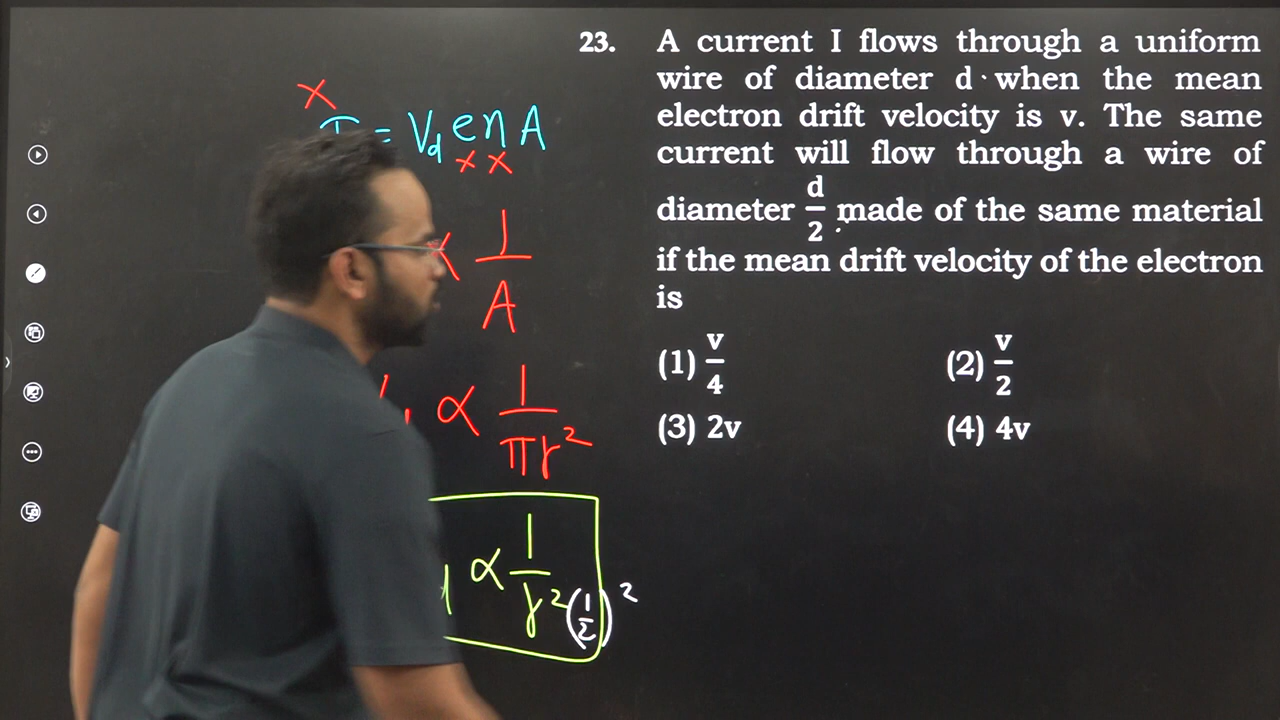 23. A current I flows through a uniform
wire of diameter d when the mean
electron drift velocity is v. The same
current will flow through a wire of
diameter d/2 made of the same material
if the mean drift velocity of the electron
is
(1) v/4 (2) v/2
(3) 2v (4) 4v
×
I = Vd e n A
× ×
∝ 1/A
∝ 1/πr²
∝ 1/r² (1/2)²